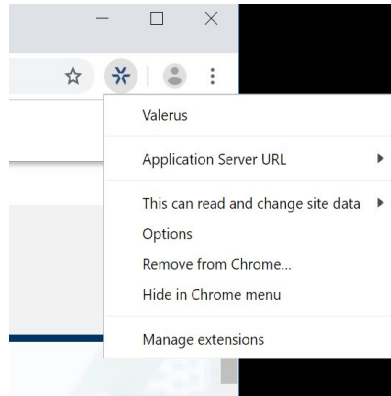 Valerus
Application Server URL
This can read and change site data
Options
Remove from Chrome...
Hide in Chrome menu
Manage extensions